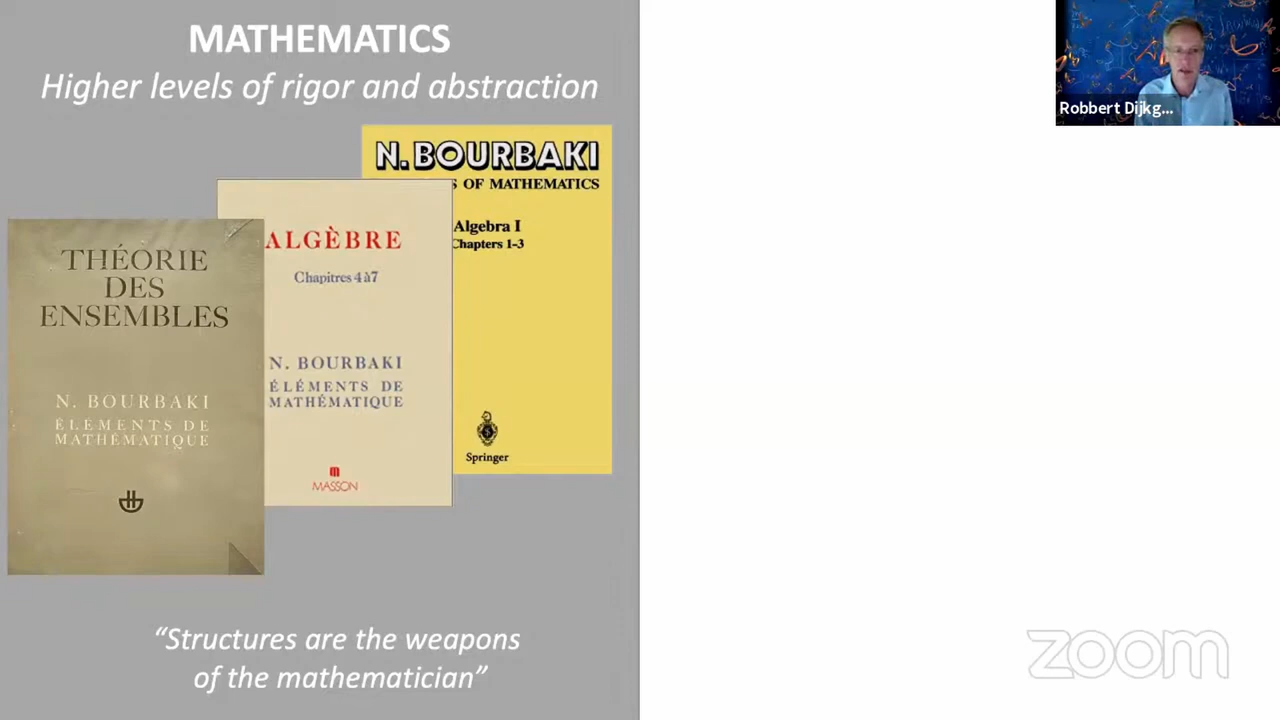 MATHEMATICS
Higher levels of rigor and abstraction
N. BOURBAKI
S OF MATHEMATICS
Algebra I
Chapters 1-3
Springer
ALGÈBRE
Chapitres 4 à 7
N. BOURBAKI
ÉLÉMENTS DE
MATHÉMATIQUE
MASSON
THÉORIE
DES
ENSEMBLES
N. BOURBAKI
ÉLÉMENTS DE
MATHÉMATIQUE
“Structures are the weapons
of the mathematician”
Robbert Dijkg...
zoom